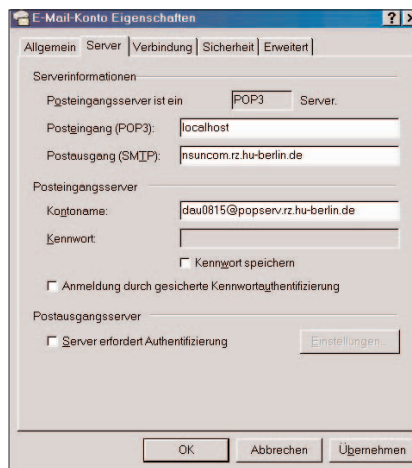 E-Mail-Konto Eigenschaften
Allgemein Server Verbindung Sicherheit Erweitert
Serverinformationen
Posteingangsserver ist ein POP3 Server.
Posteingang (POP3): localhost
Postausgang (SMTP): nsuncom.rz.hu-berlin.de
Posteingangsserver
Kontoname: dau0815@popserv.rz.hu-berlin.de
Kennwort:
Kennwort speichern
Anmeldung durch gesicherte Kennwortauthentifizierung
Postausgangsserver
Server erfordert Authentifizierung Einstellungen...
OK Abbrechen Übernehmen